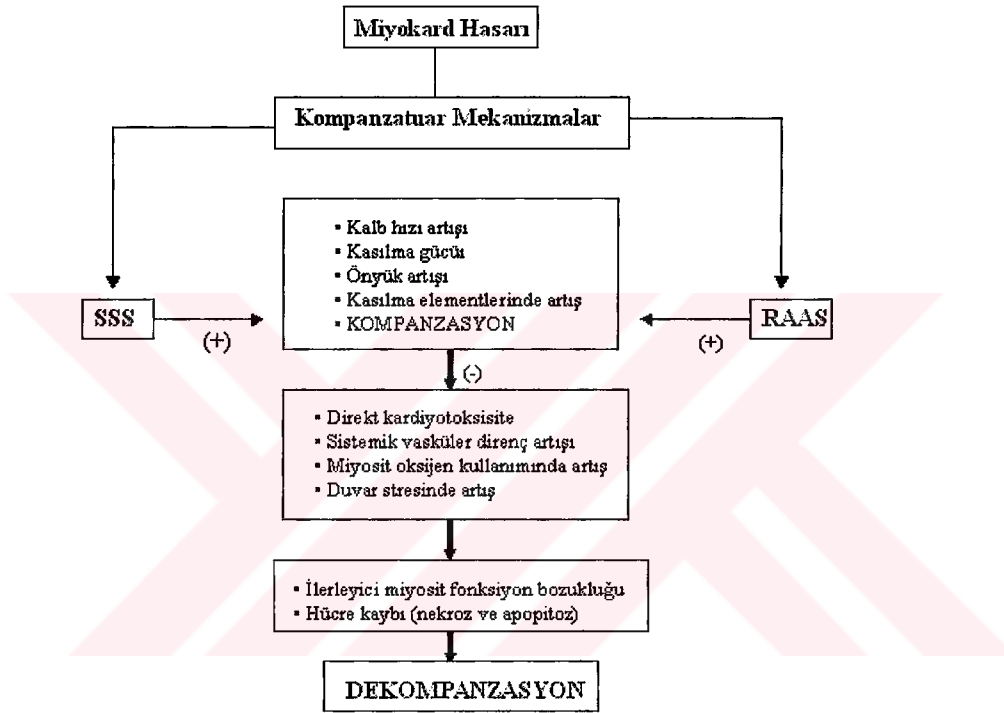 Miyokard Hasarı
Kompanzatuar Mekanizmalar
▪ Kalb hızı artışı
▪ Kasılma gücü
▪ Önyük artışı
▪ Kasılma elementlerinde artış
▪ KOMPANZASYON
SSS
(+)
RAAS
(+)
(-)
▪ Direkt kardiyotoksisite
▪ Sistemik vasküler direnç artışı
▪ Miyosit oksijen kullanımında artış
▪ Duvar stresinde artış
▪ İlerleyici miyosit fonksiyon bozukluğu
▪ Hücre kaybı (nekroz ve apopitoz)
DEKOMPANZASYON